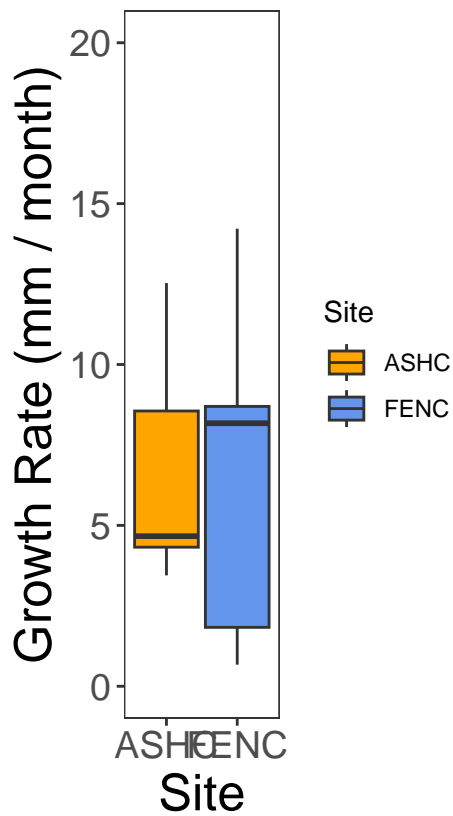 Growth Rate (mm / month)
20
15
10
5
0
ASHC
FENC
Site
Site
ASHC
FENC